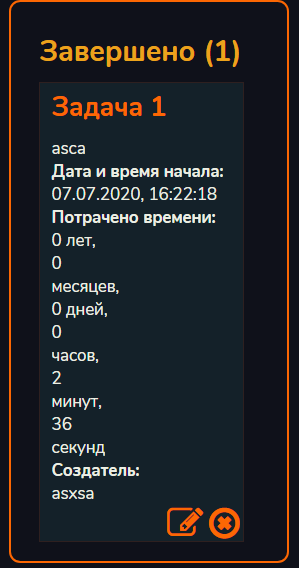 Завершено (1)
Задача 1
asca
Дата и время начала:
07.07.2020, 16:22:18
Потрачено времени:
0 лет,
0
месяцев,
0 дней,
0
часов,
2
минут,
36
секунд
Создатель:
asxsa